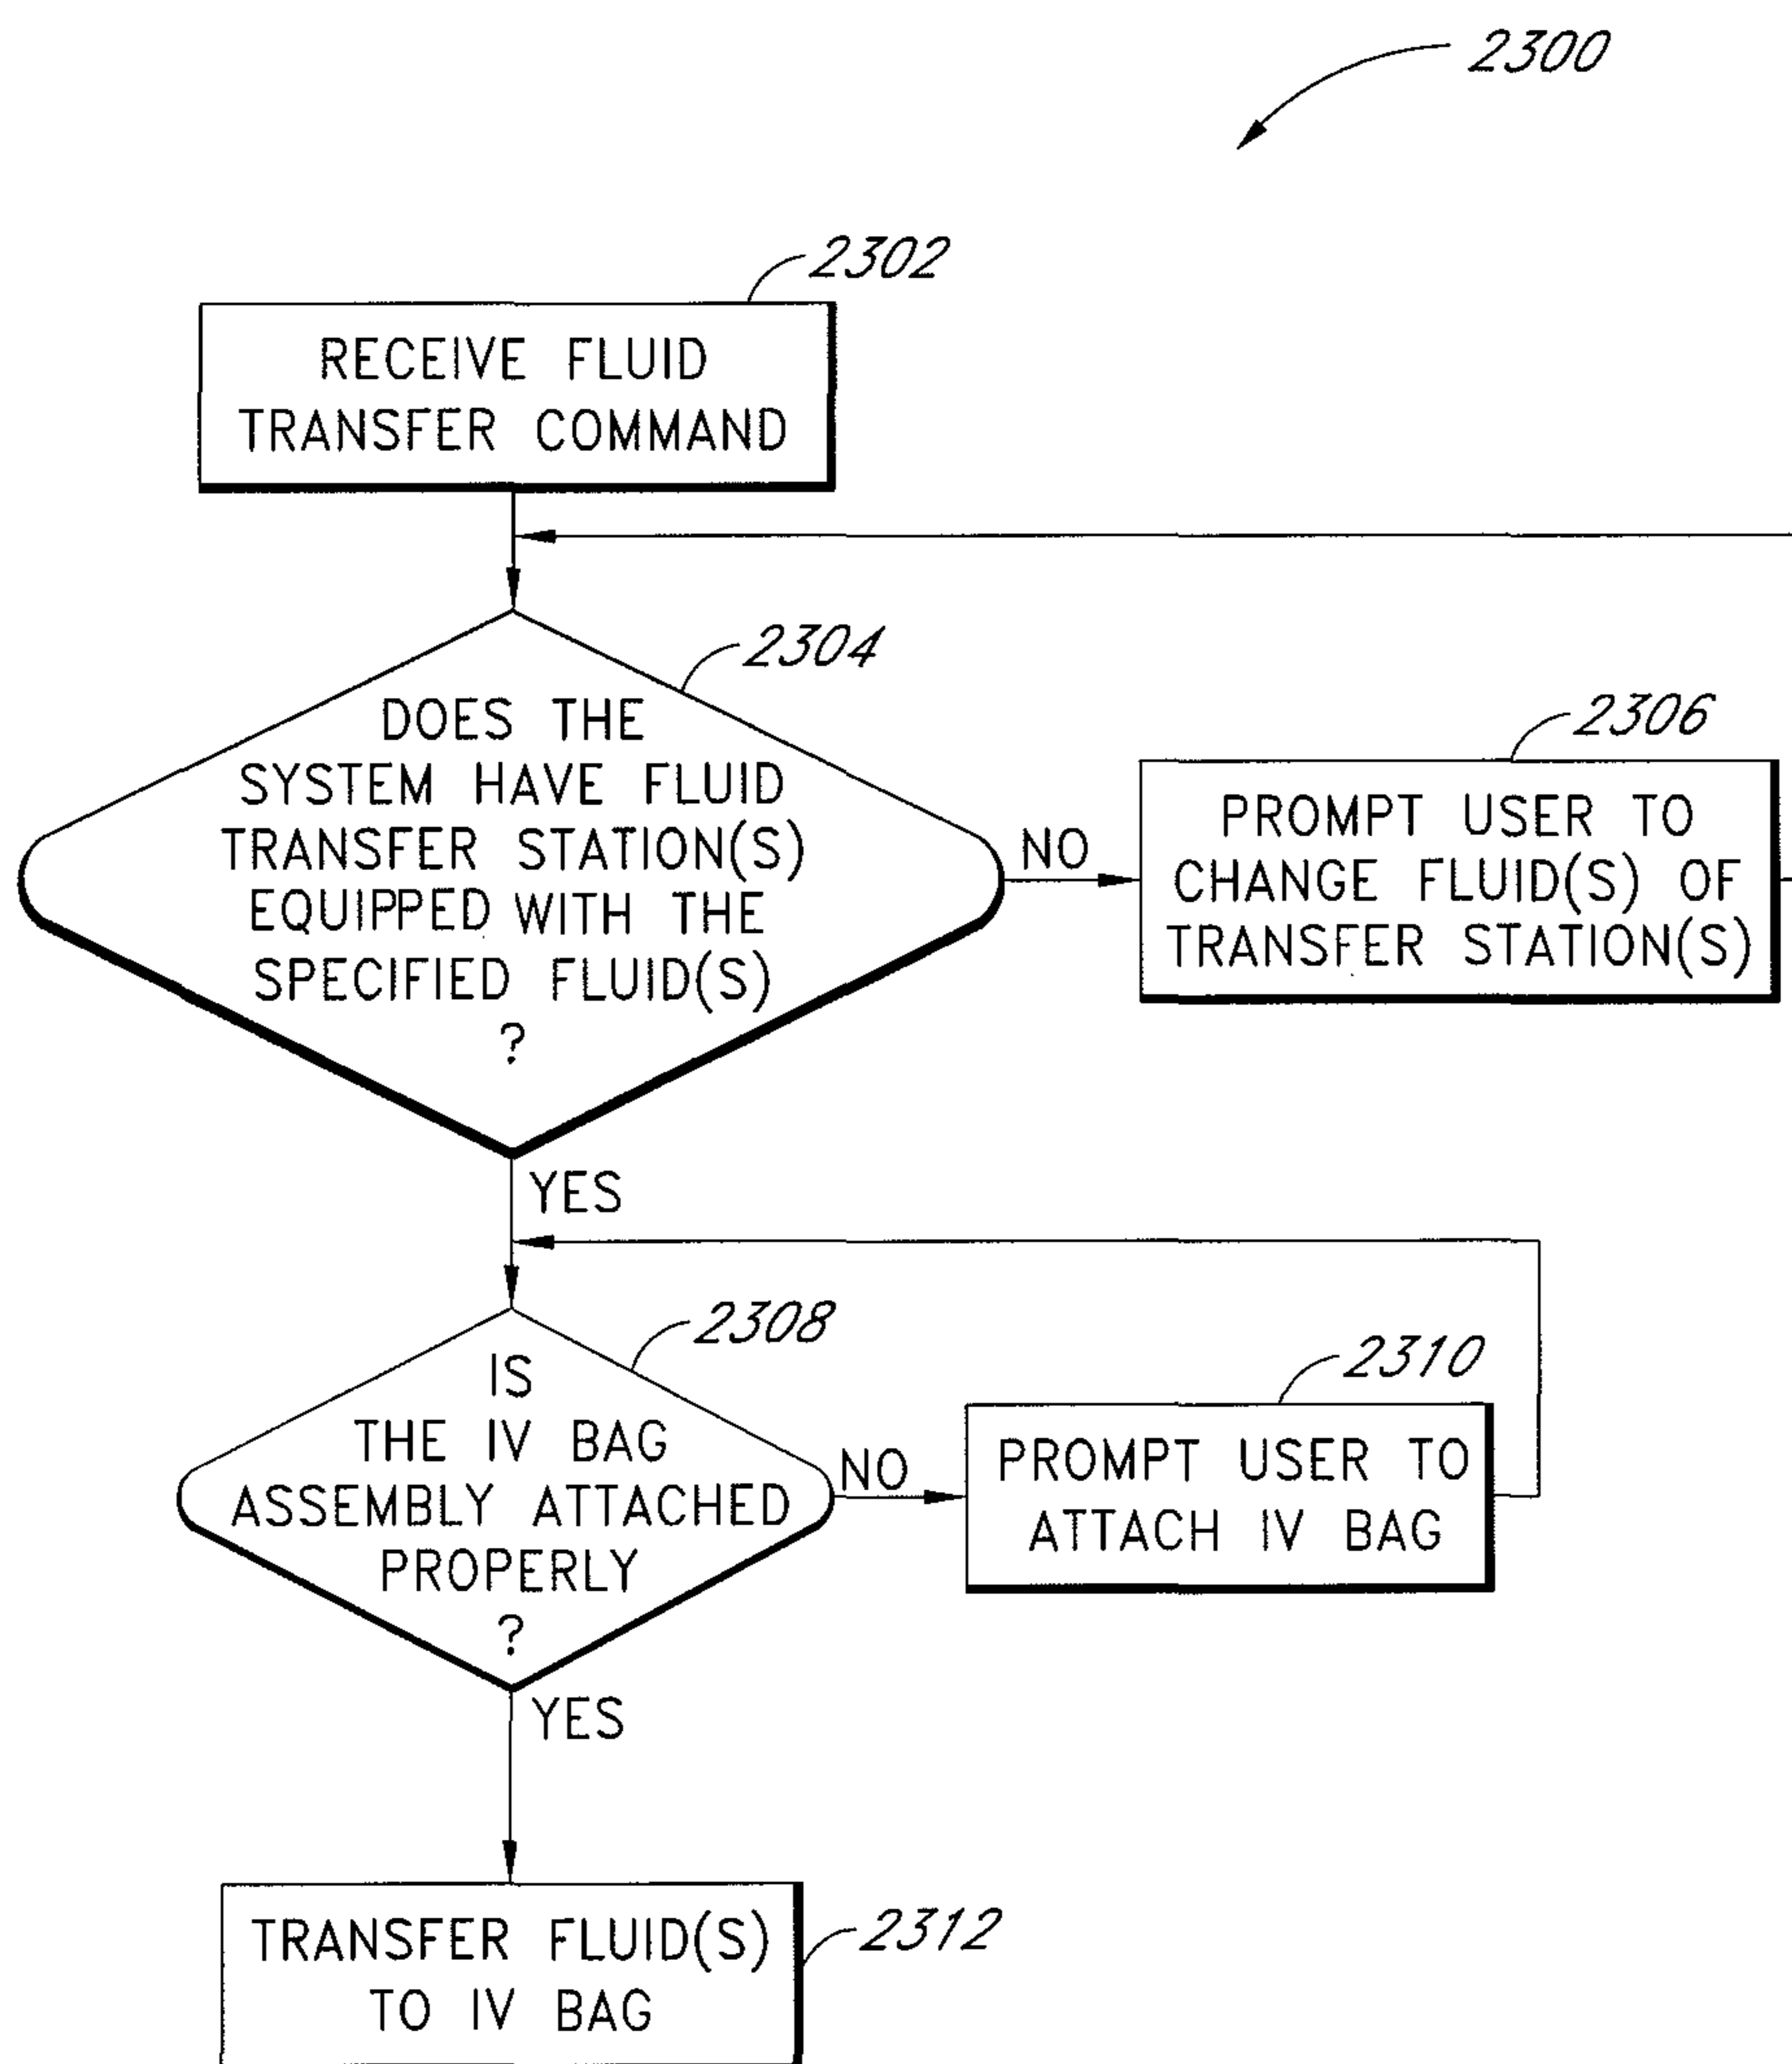 2300
2302
RECEIVE FLUID
TRANSFER COMMAND
2304
DOES THE
SYSTEM HAVE FLUID
TRANSFER STATION(S)
EQUIPPED WITH THE
SPECIFIED FLUID(S)
?
NO
2306
PROMPT USER TO
CHANGE FLUID(S) OF
TRANSFER STATION(S)
YES
2308
IS
THE IV BAG
ASSEMBLY ATTACHED
PROPERLY
?
NO
2310
PROMPT USER TO
ATTACH IV BAG
YES
2312
TRANSFER FLUID(S)
TO IV BAG